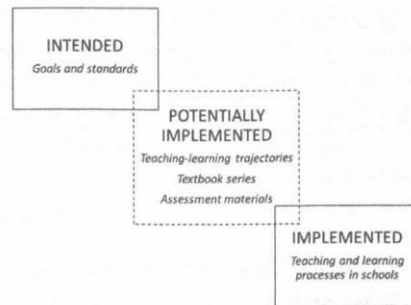 INTENDED
Goals and standards
POTENTIALLY
IMPLEMENTED
Teaching-learning trajectories
Textbook series
Assessment materials
IMPLEMENTED
Teaching and learning
processes in schools